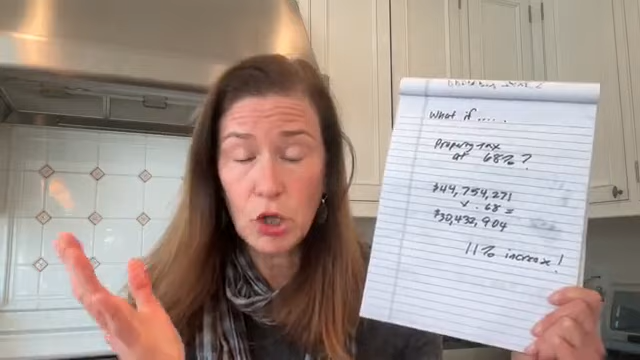 What if .....
Property tax
at 68%?
$44,754,271
x .68 =
$30,432,904
11% increase!